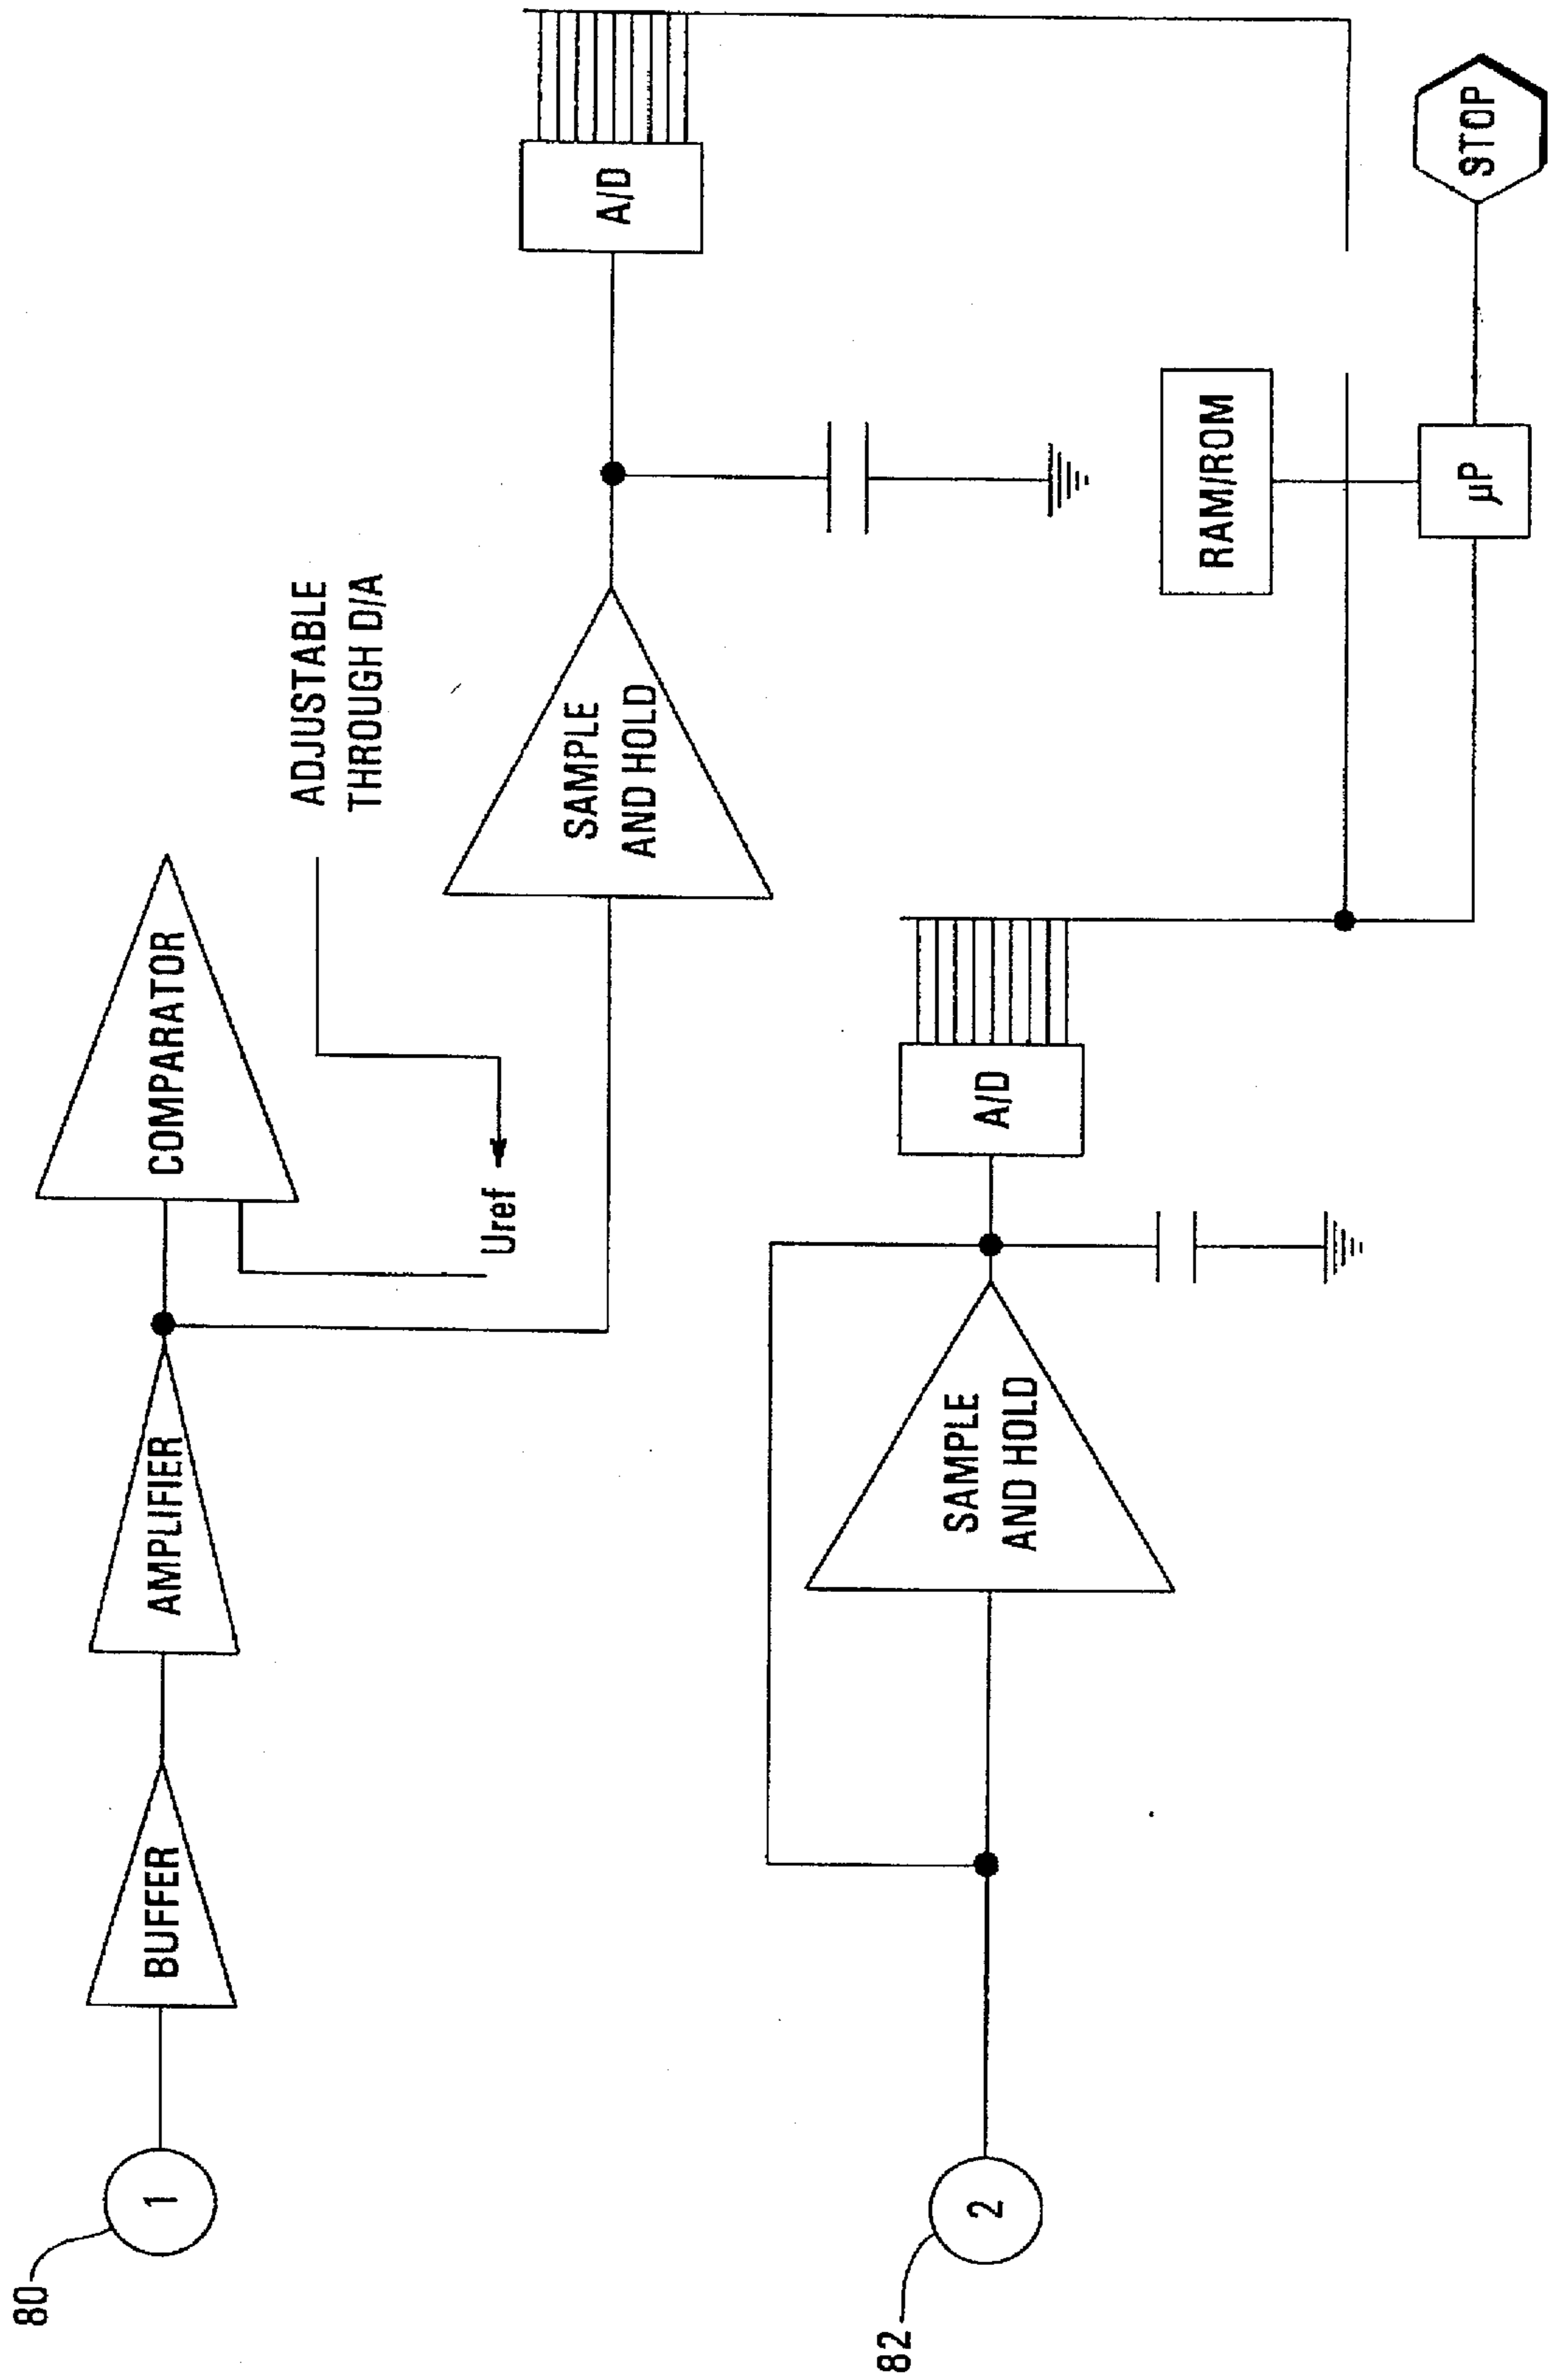 80
1
BUFFER
AMPLIFIER
COMPARATOR
Uref
ADJUSTABLE
THROUGH D/A
SAMPLE
AND HOLD
A/D
82
2
SAMPLE
AND HOLD
A/D
RAM/ROM
µP
STOP